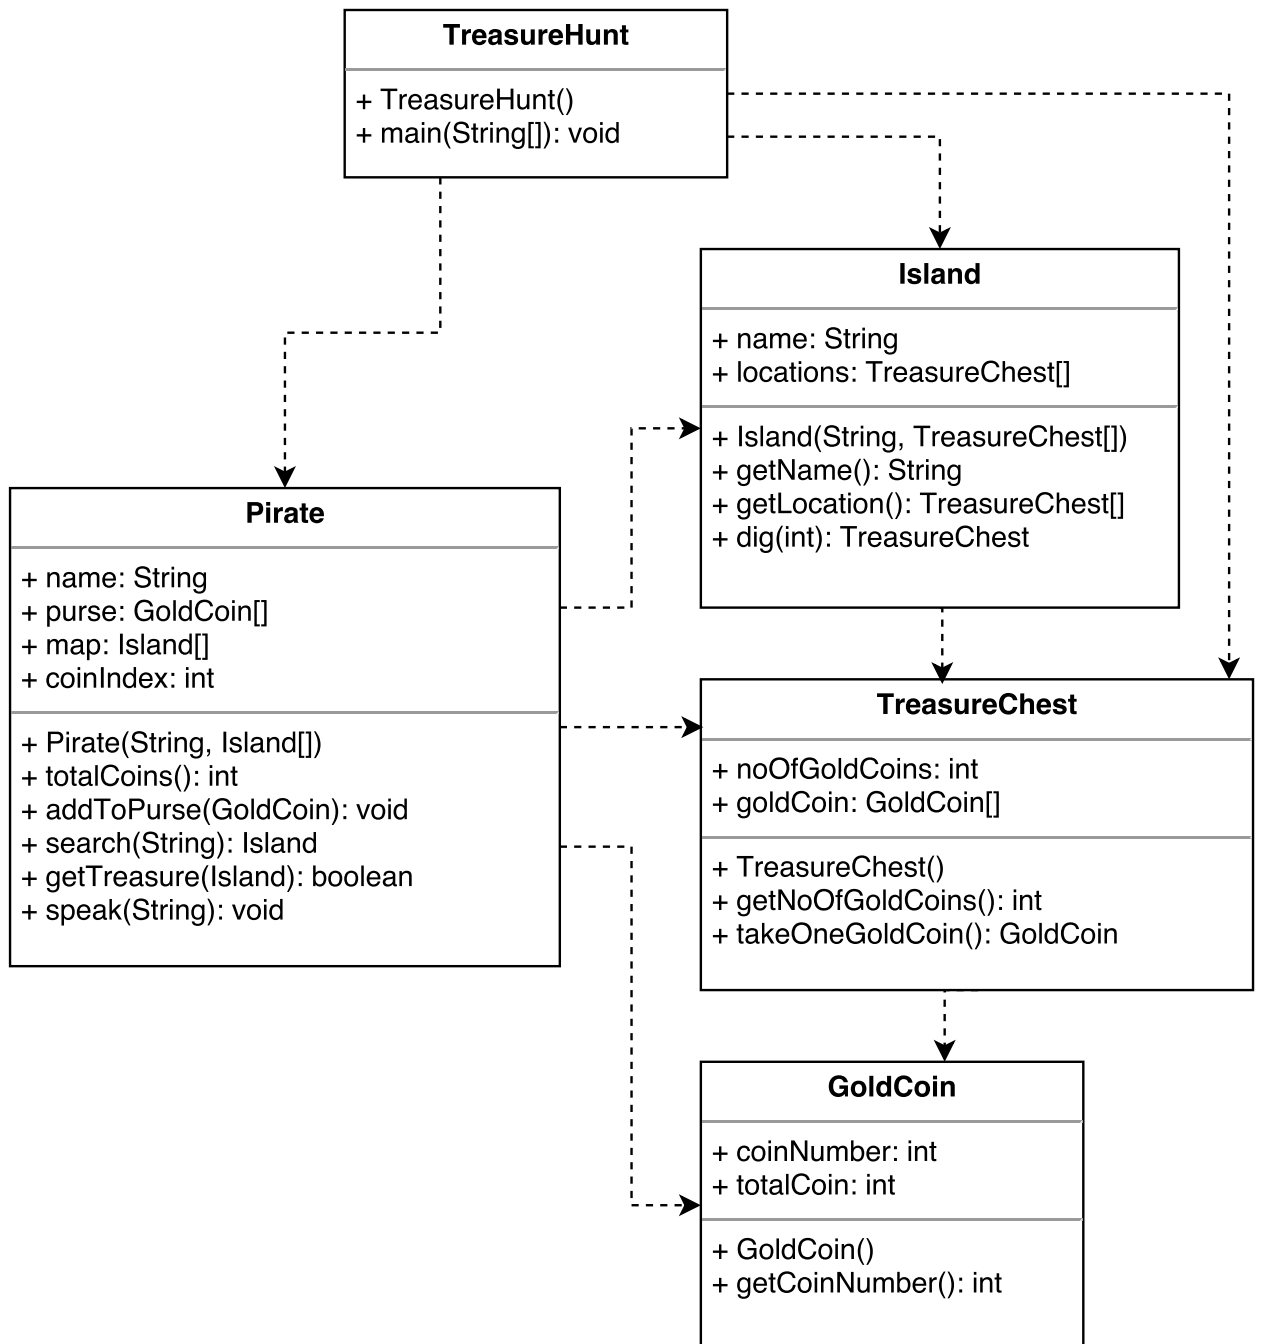 TreasureHunt
+ TreasureHunt()
+ main(String[]): void
Island
+ name: String
+ locations: TreasureChest[]
+ Island(String, TreasureChest[])
+ getName(): String
+ getLocation(): TreasureChest[]
+ dig(int): TreasureChest
Pirate
+ name: String
+ purse: GoldCoin[]
+ map: Island[]
+ coinIndex: int
+ Pirate(String, Island[])
+ totalCoins(): int
+ addToPurse(GoldCoin): void
+ search(String): Island
+ getTreasure(Island): boolean
+ speak(String): void
TreasureChest
+ noOfGoldCoins: int
+ goldCoin: GoldCoin[]
+ TreasureChest()
+ getNoOfGoldCoins(): int
+ takeOneGoldCoin(): GoldCoin
GoldCoin
+ coinNumber: int
+ totalCoin: int
+ GoldCoin()
+ getCoinNumber(): int